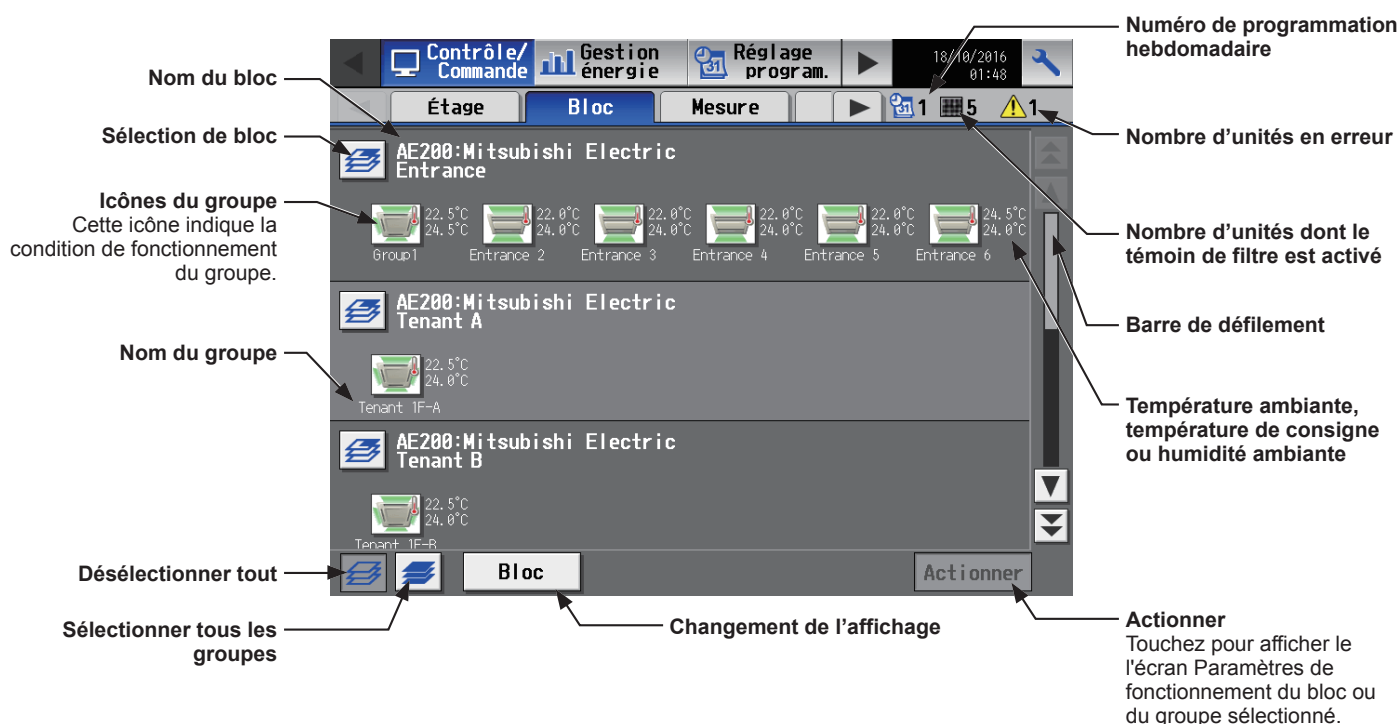 Numéro de programmation
hebdomadaire
Nom du bloc
Sélection de bloc
Icônes du groupe
Cette icône indique la
condition de fonctionnement
du groupe.
Nom du groupe
Désélectionner tout
Sélectionner tous les
groupes
Contrôle/
Commande
Gestion
énergie
31
Réglage
program.
18/10/2016
01:48
Étage
Bloc
Mesure
31
1
5
1
AE200:Mitsubishi Electric
Entrance
22.5°C
24.5°C
22.0°C
24.0°C
22.0°C
24.0°C
22.0°C
24.0°C
22.0°C
24.0°C
24.5°C
24.0°C
Group1
Entrance 2
Entrance 3
Entrance 4
Entrance 5
Entrance 6
AE200:Mitsubishi Electric
Tenant A
22.5°C
24.0°C
Tenant 1F-A
AE200:Mitsubishi Electric
Tenant B
22.5°C
24.0°C
Tenant 1F-B
Bloc
Actionner
Changement de l'affichage
Nombre d'unités en erreur
Nombre d'unités dont le
témoin de filtre est activé
Barre de défilement
Température ambiante,
température de consigne
ou humidité ambiante
Actionner
Touchez pour afficher le
l'écran Paramètres de
fonctionnement du bloc ou
du groupe sélectionné.